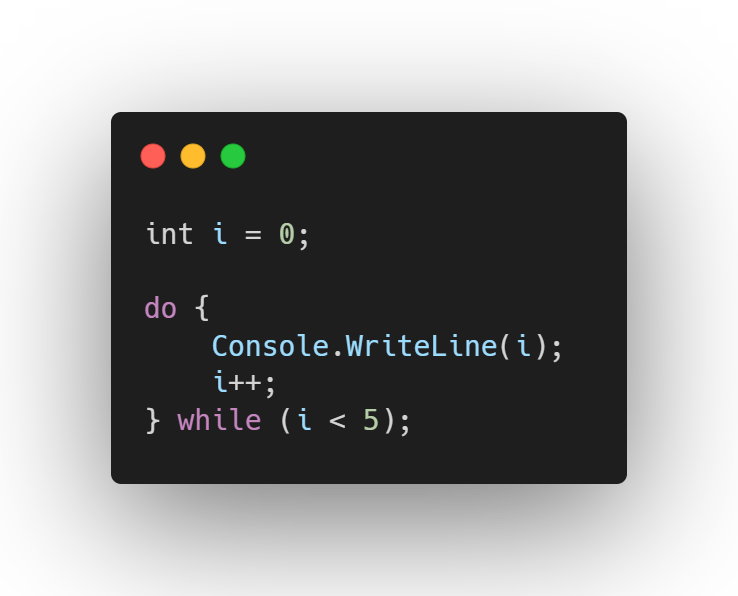 int i = 0;
do {
    Console.WriteLine(i);
    i++;
} while (i < 5);